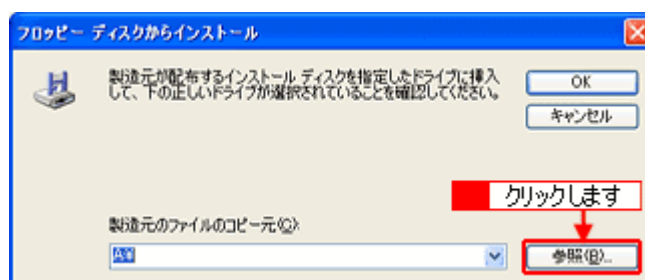 フロッピー ディスクからインストール
製造元が配布するインストール ディスクを指定したドライブに挿入
して、下の正しいドライブが選択されていることを確認してください。
OK
キャンセル
クリックします
製造元のファイルのコピー元(C):
A:¥
参照(B)...